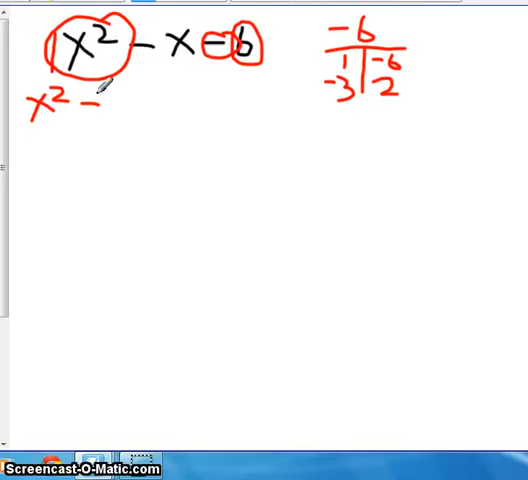 x² - x - 6
x² -
-6
1 | -6
-3 | 2
Screencast-O-Matic.com